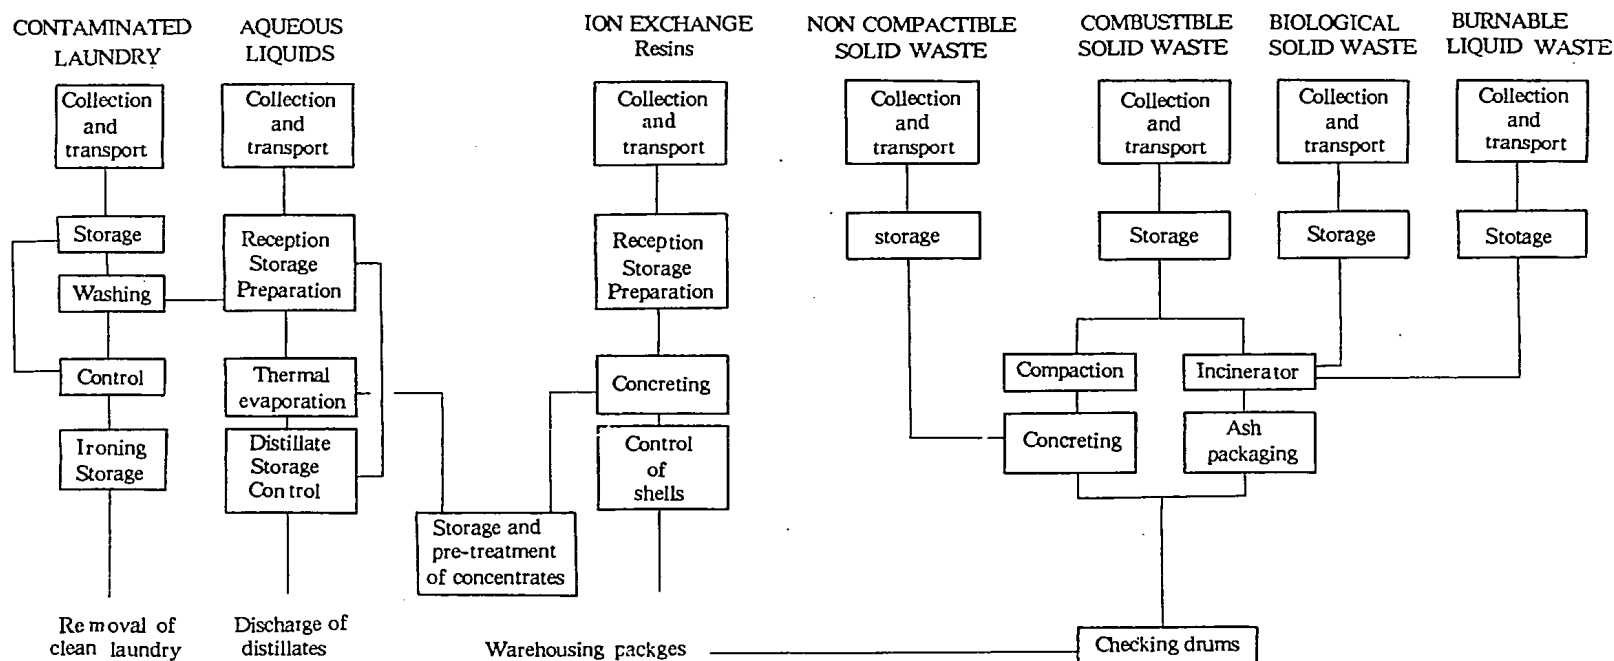 CONTAMINATED
LAUNDRY
AQUEOUS
LIQUIDS
ION EXCHANGE
Resins
NON COMPACTIBLE
SOLID WASTE
COMBUSTIBLE
SOLID WASTE
BIOLOGICAL
SOLID WASTE
BURNABLE
LIQUID WASTE
Collection
and
transport
Collection
and
transport
Collection
and
transport
Collection
and
transport
Collection
and
transport
Collection
and
transport
Collection
and
transport
Storage
Reception
Storage
Preparation
Reception
Storage
Preparation
storage
Storage
Storage
Stotage
Washing
Control
Thermal
evaporation
Concreting
Compaction
Incinerator
Ironing
Storage
Distillate
Storage
Control
Control
of
shells
Concreting
Ash
packaging
Storage and
pre-treatment
of concentrates
Removal of
clean laundry
Discharge of
distillates
Warehousing packges
Checking drums